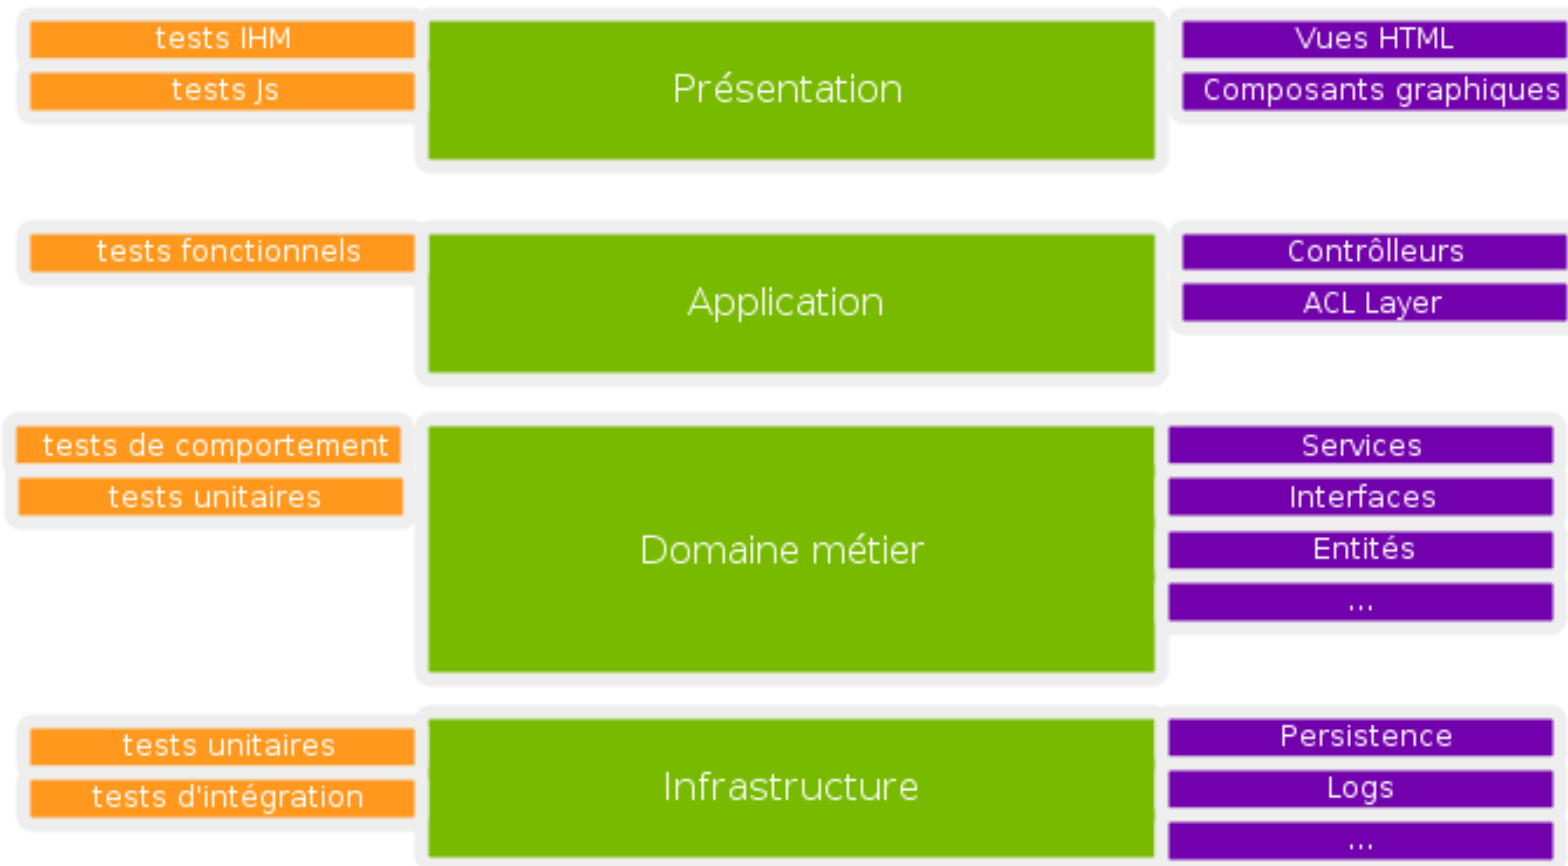 tests IHM
tests Js
Présentation
Vues HTML
Composants graphiques
tests fonctionnels
Application
Contrôlleurs
ACL Layer
tests de comportement
tests unitaires
Domaine métier
Services
Interfaces
Entités
...
tests unitaires
tests d'intégration
Infrastructure
Persistence
Logs
...